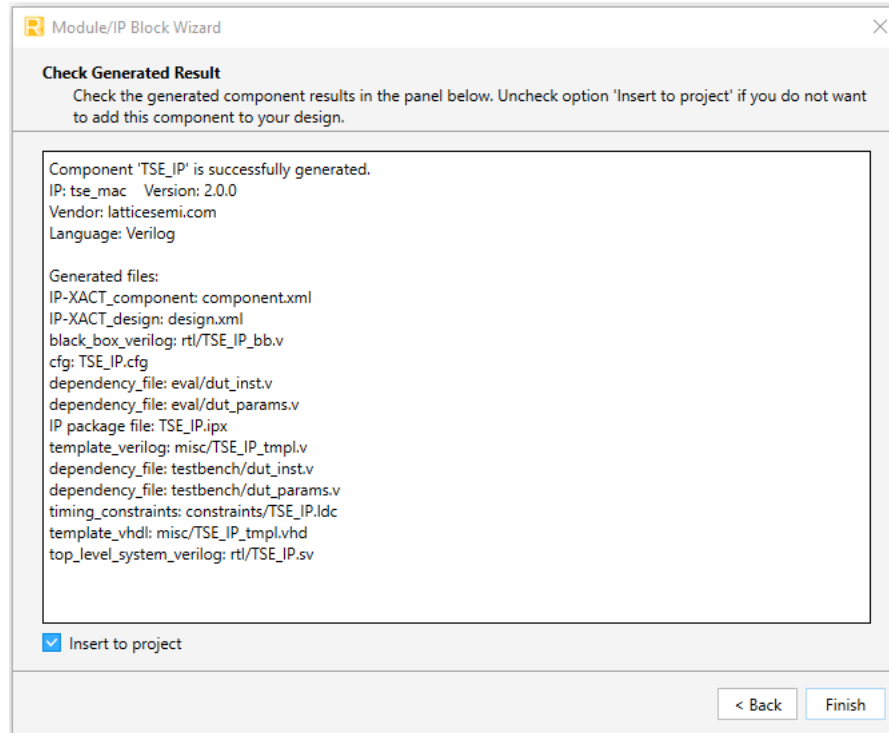 Module/IP Block Wizard
Check Generated Result
Check the generated component results in the panel below. Uncheck option 'Insert to project' if you do not want
to add this component to your design.
Component 'TSE_IP' is successfully generated.
IP: tse_mac    Version: 2.0.0
Vendor: latticesemi.com
Language: Verilog
Generated files:
IP-XACT_component: component.xml
IP-XACT_design: design.xml
black_box_verilog: rtl/TSE_IP_bb.v
cfg: TSE_IP.cfg
dependency_file: eval/dut_inst.v
dependency_file: eval/dut_params.v
IP package file: TSE_IP.ipx
template_verilog: misc/TSE_IP_tmpl.v
dependency_file: testbench/dut_inst.v
dependency_file: testbench/dut_params.v
timing_constraints: constraints/TSE_IP.ldc
template_vhdl: misc/TSE_IP_tmpl.vhd
top_level_system_verilog: rtl/TSE_IP.sv
Insert to project
< Back    Finish